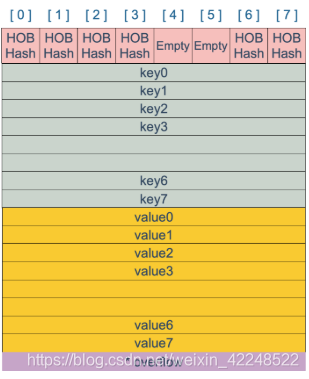 [ 0 ] [ 1 ] [ 2 ] [ 3 ] [ 4 ] [ 5 ] [ 6 ] [ 7 ]
HOB HOB HOB HOB Empty Empty HOB HOB
Hash Hash Hash Hash Hash Hash
key0
key1
key2
key3
key6
key7
value0
value1
value2
value3
value6
value7
https://blog.csdn.net/weixin_42248522